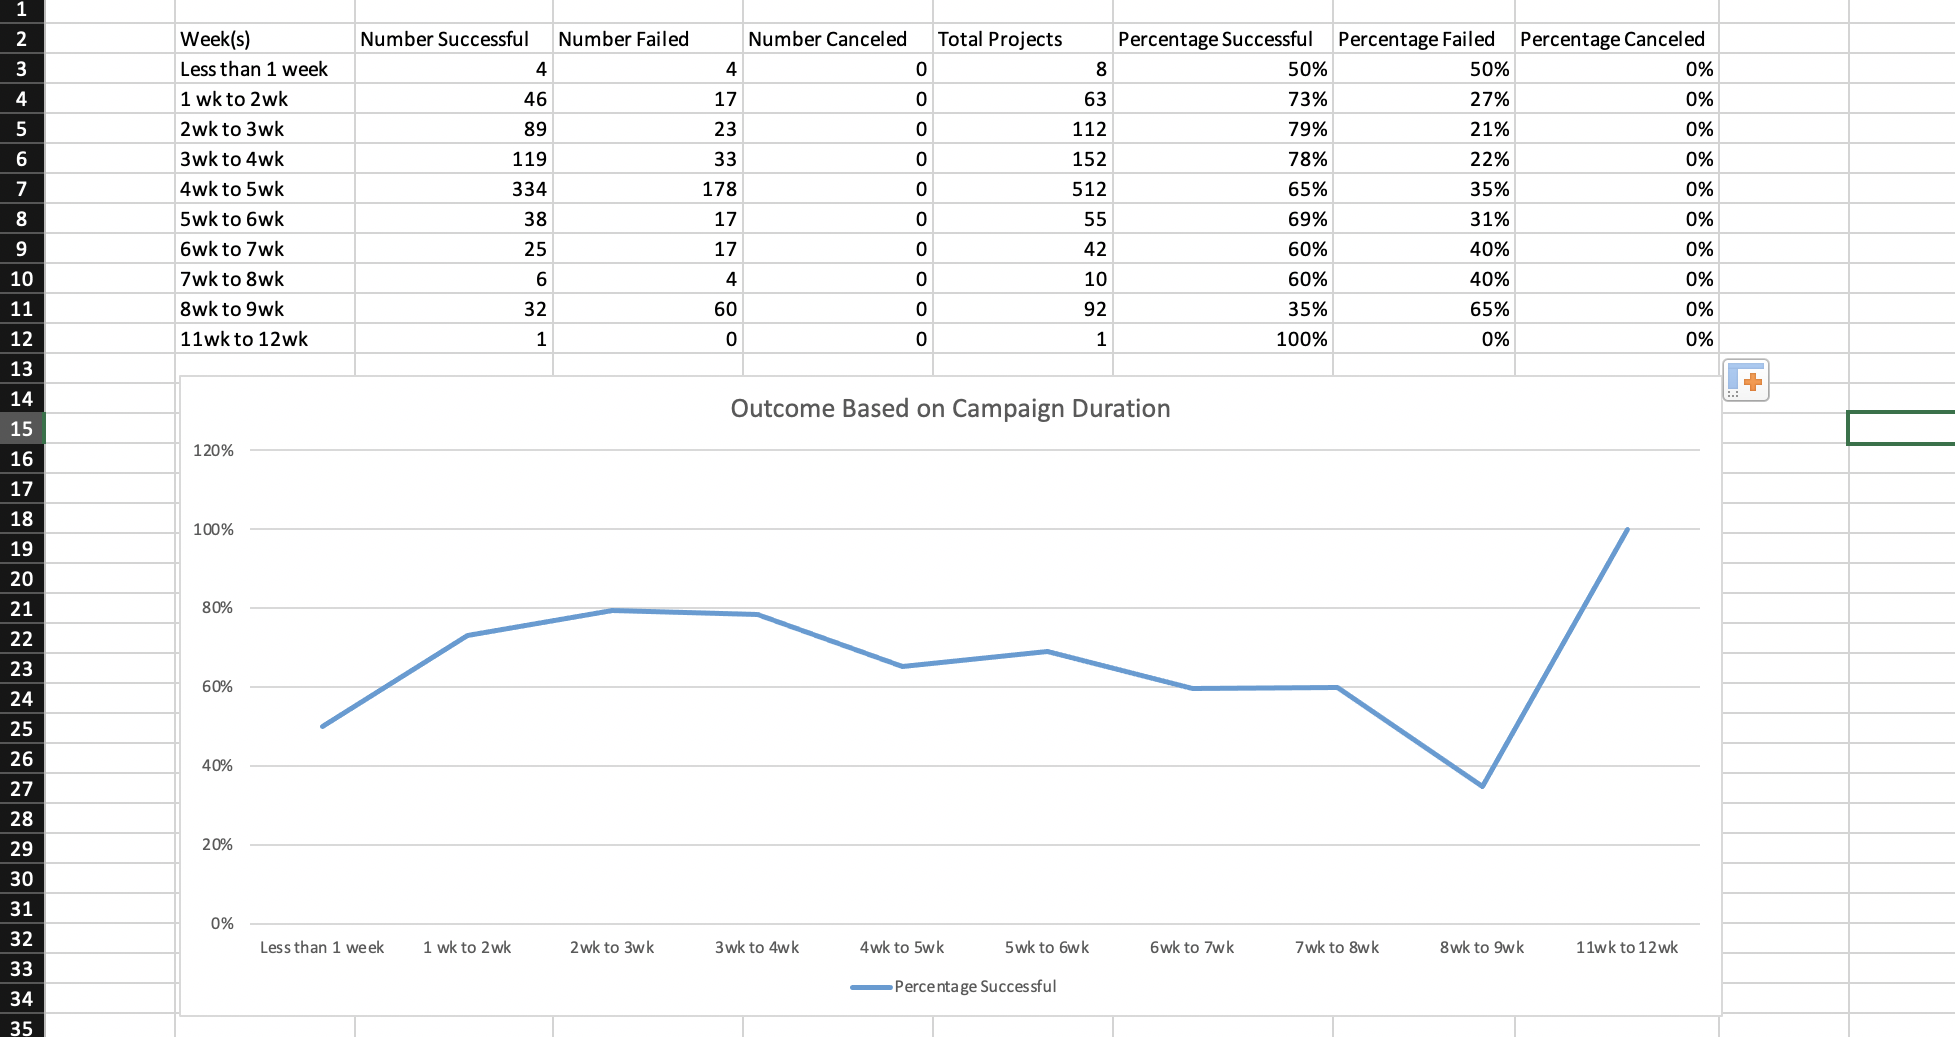 1
2 Week(s) Number Successful Number Failed Number Canceled Total Projects Percentage Successful Percentage Failed Percentage Canceled
3 Less than 1 week 4 4 0 8 50% 50% 0%
4 1 wk to 2wk 46 17 0 63 73% 27% 0%
5 2wk to 3wk 89 23 0 112 79% 21% 0%
6 3wk to 4wk 119 33 0 152 78% 22% 0%
7 4wk to 5wk 334 178 0 512 65% 35% 0%
8 5wk to 6wk 38 17 0 55 69% 31% 0%
9 6wk to 7wk 25 17 0 42 60% 40% 0%
10 7wk to 8wk 6 4 0 10 60% 40% 0%
11 8wk to 9wk 32 60 0 92 35% 65% 0%
12 11wk to 12wk 1 0 0 1 100% 0% 0%
13
14
15
16
17
18
19
20
21
22
23
24
25
26
27
28
29
30
31
32
33
34
35
Outcome Based on Campaign Duration
120%
100%
80%
60%
40%
20%
0%
Less than 1 week 1 wk to 2wk 2wk to 3wk 3wk to 4wk 4wk to 5wk 5wk to 6wk 6wk to 7wk 7wk to 8wk 8wk to 9wk 11wk to 12wk
Percentage Successful